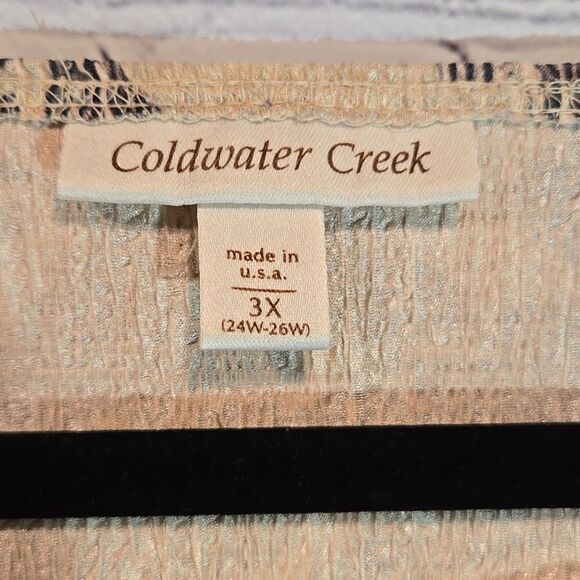 Coldwater Creek
made in
u.s.a.
3X
(24W-26W)